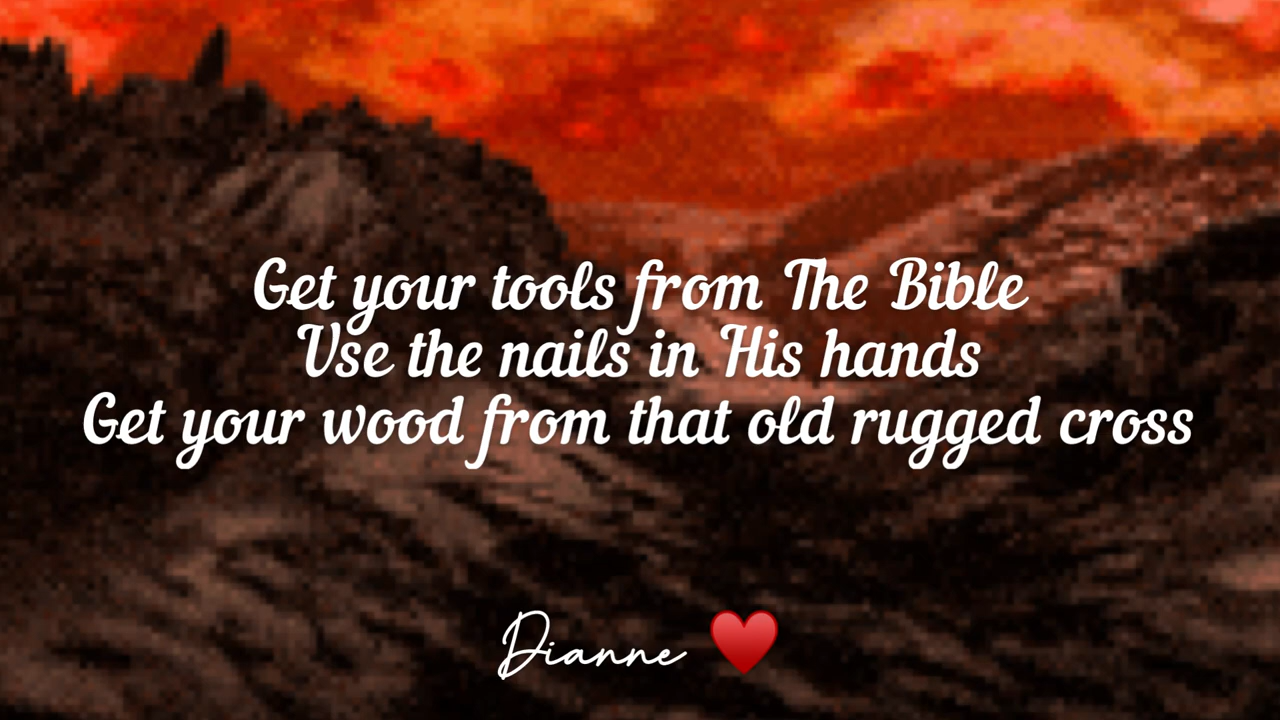 Get your tools from The Bible
Use the nails in His hands
Get your wood from that old rugged cross
Dianne ♥️